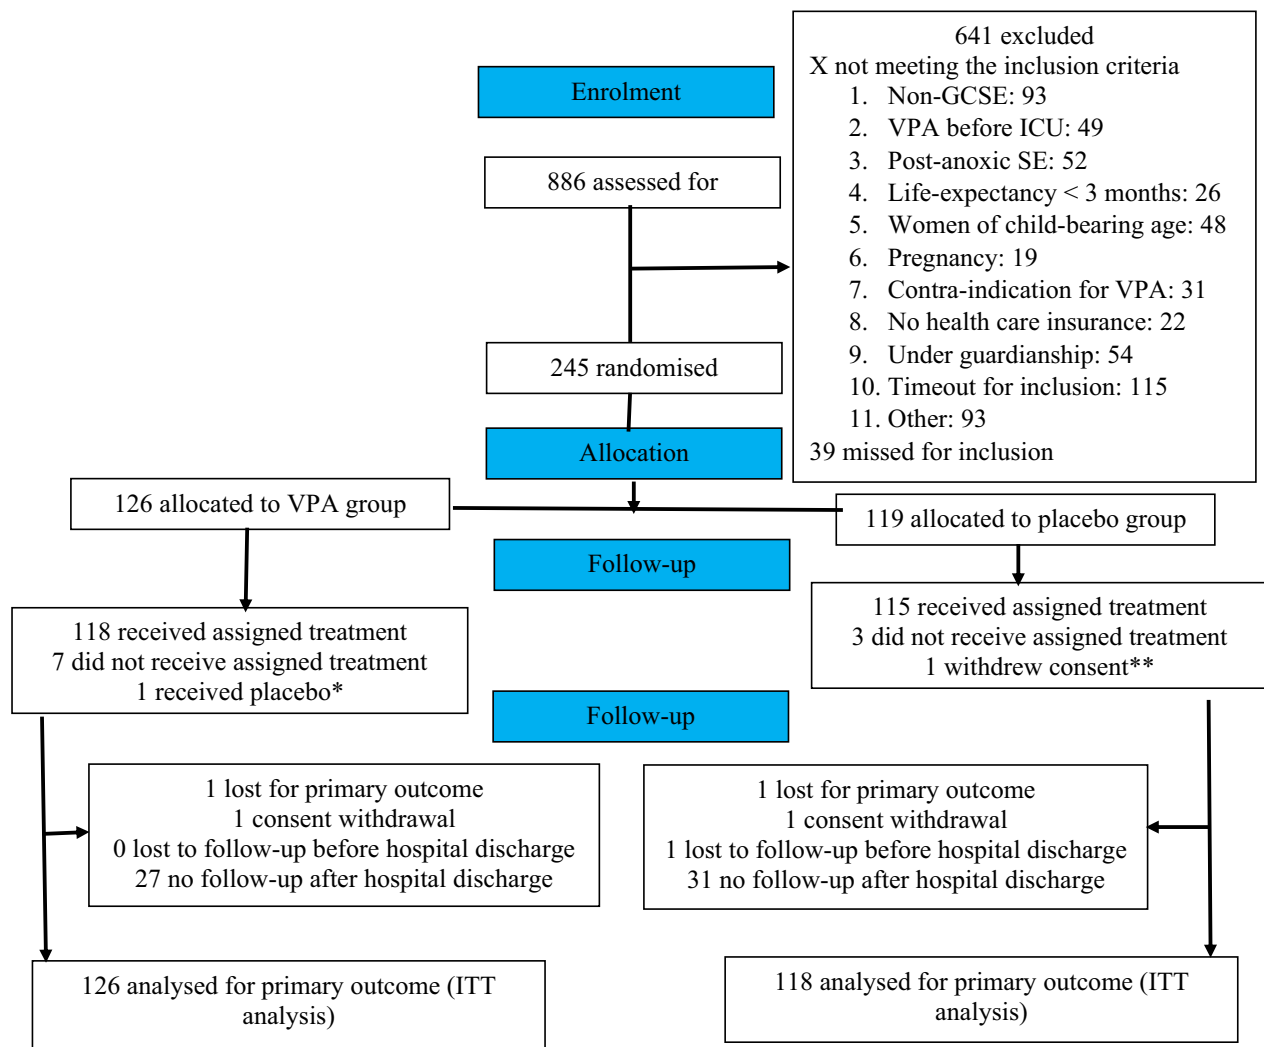 641 excluded
X not meeting the inclusion criteria
1. Non-GCSE: 93
2. VPA before ICU: 49
3. Post-anoxic SE: 52
4. Life-expectancy < 3 months: 26
5. Women of child-bearing age: 48
6. Pregnancy: 19
7. Contra-indication for VPA: 31
8. No health care insurance: 22
9. Under guardianship: 54
10. Timeout for inclusion: 115
11. Other: 93
39 missed for inclusion
Enrolment
886 assessed for
245 randomised
Allocation
126 allocated to VPA group
119 allocated to placebo group
Follow-up
118 received assigned treatment
7 did not receive assigned treatment
1 received placebo*
115 received assigned treatment
3 did not receive assigned treatment
1 withdrew consent**
Follow-up
1 lost for primary outcome
1 consent withdrawal
0 lost to follow-up before hospital discharge
27 no follow-up after hospital discharge
1 lost for primary outcome
1 consent withdrawal
1 lost to follow-up before hospital discharge
31 no follow-up after hospital discharge
126 analysed for primary outcome (ITT
analysis)
118 analysed for primary outcome (ITT
analysis)